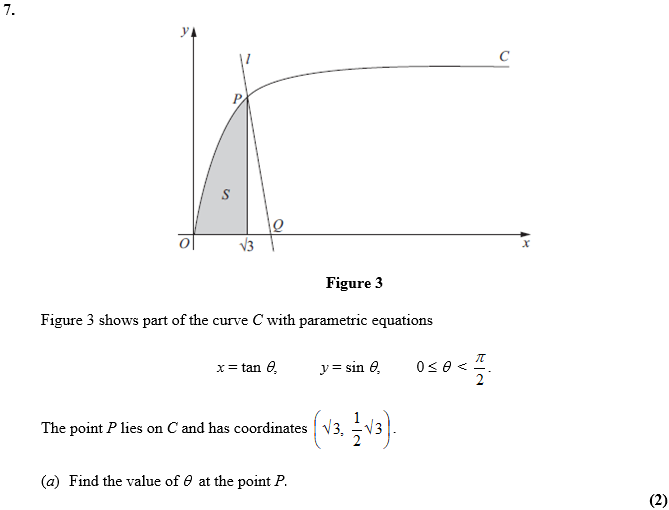 7.
y
l
C
P
S
Q
O
√3
x
Figure 3
Figure 3 shows part of the curve C with parametric equations
x = tan θ, y = sin θ, 0 ≤ θ < π/2.
The point P lies on C and has coordinates (√3, 1/2 √3).
(a) Find the value of θ at the point P.
(2)